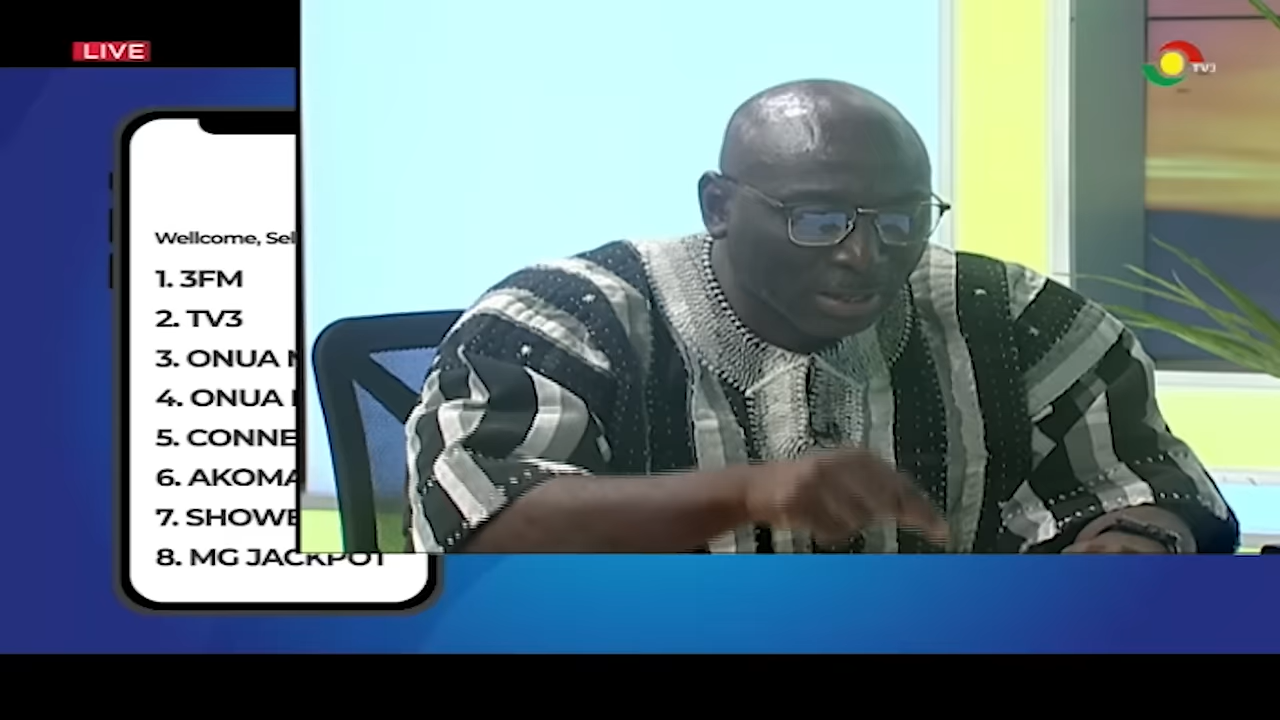 LIVE
TV3
Wellcome, Sel
1. 3FM
2. TV3
3. ONUA
4. ONUA
5. CONNE
6. AKOMA
7. SHOWE
8. MG JACKPOT